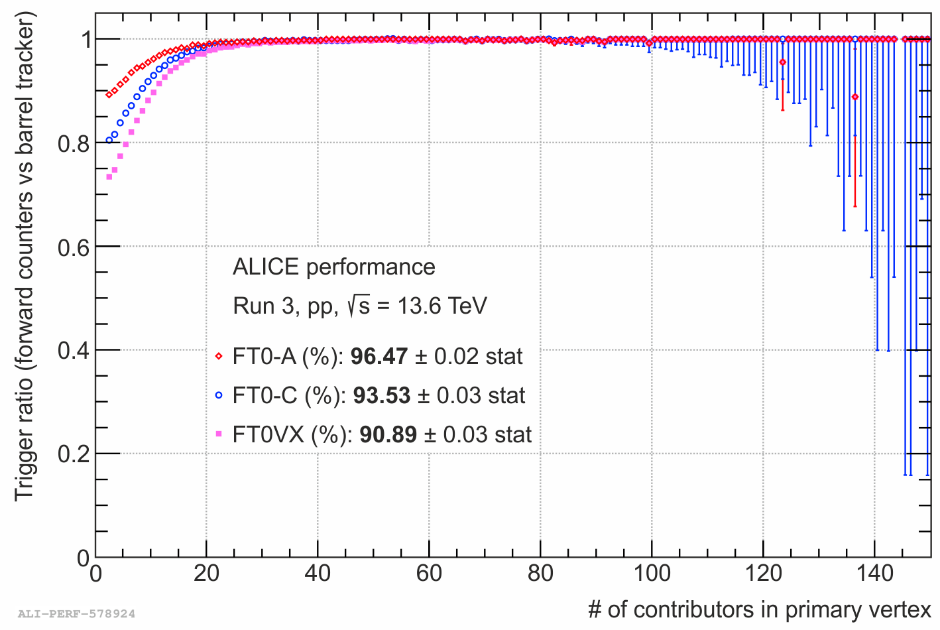 Trigger ratio (forward counters vs barrel tracker)
1
0.8
0.6
0.4
0.2
0
ALICE performance
Run 3, pp, √s = 13.6 TeV
FT0-A (%): 96.47 ± 0.02 stat
FT0-C (%): 93.53 ± 0.03 stat
FT0VX (%): 90.89 ± 0.03 stat
0 20 40 60 80 100 120 140
# of contributors in primary vertex
ALI-PERF-578924